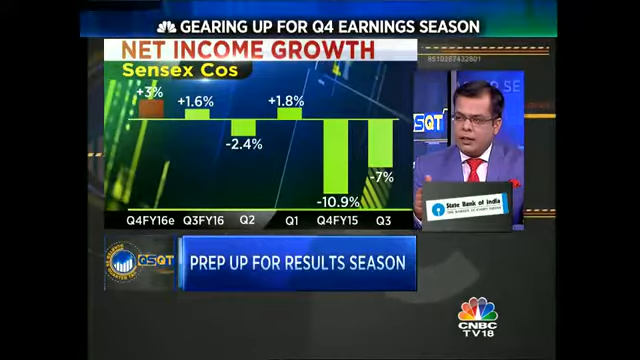 GEARING UP FOR Q4 EARNINGS SEASON
NET INCOME GROWTH
Sensex Cos
8510267432801
+3%
+1.6%
-2.4%
+1.8%
-10.9%
-7%
Q4FY16e Q3FY16 Q2 Q1 Q4FY15 Q3
SQT
State Bank of India
QSQT
PREP UP FOR RESULTS SEASON
CNBC
TV18